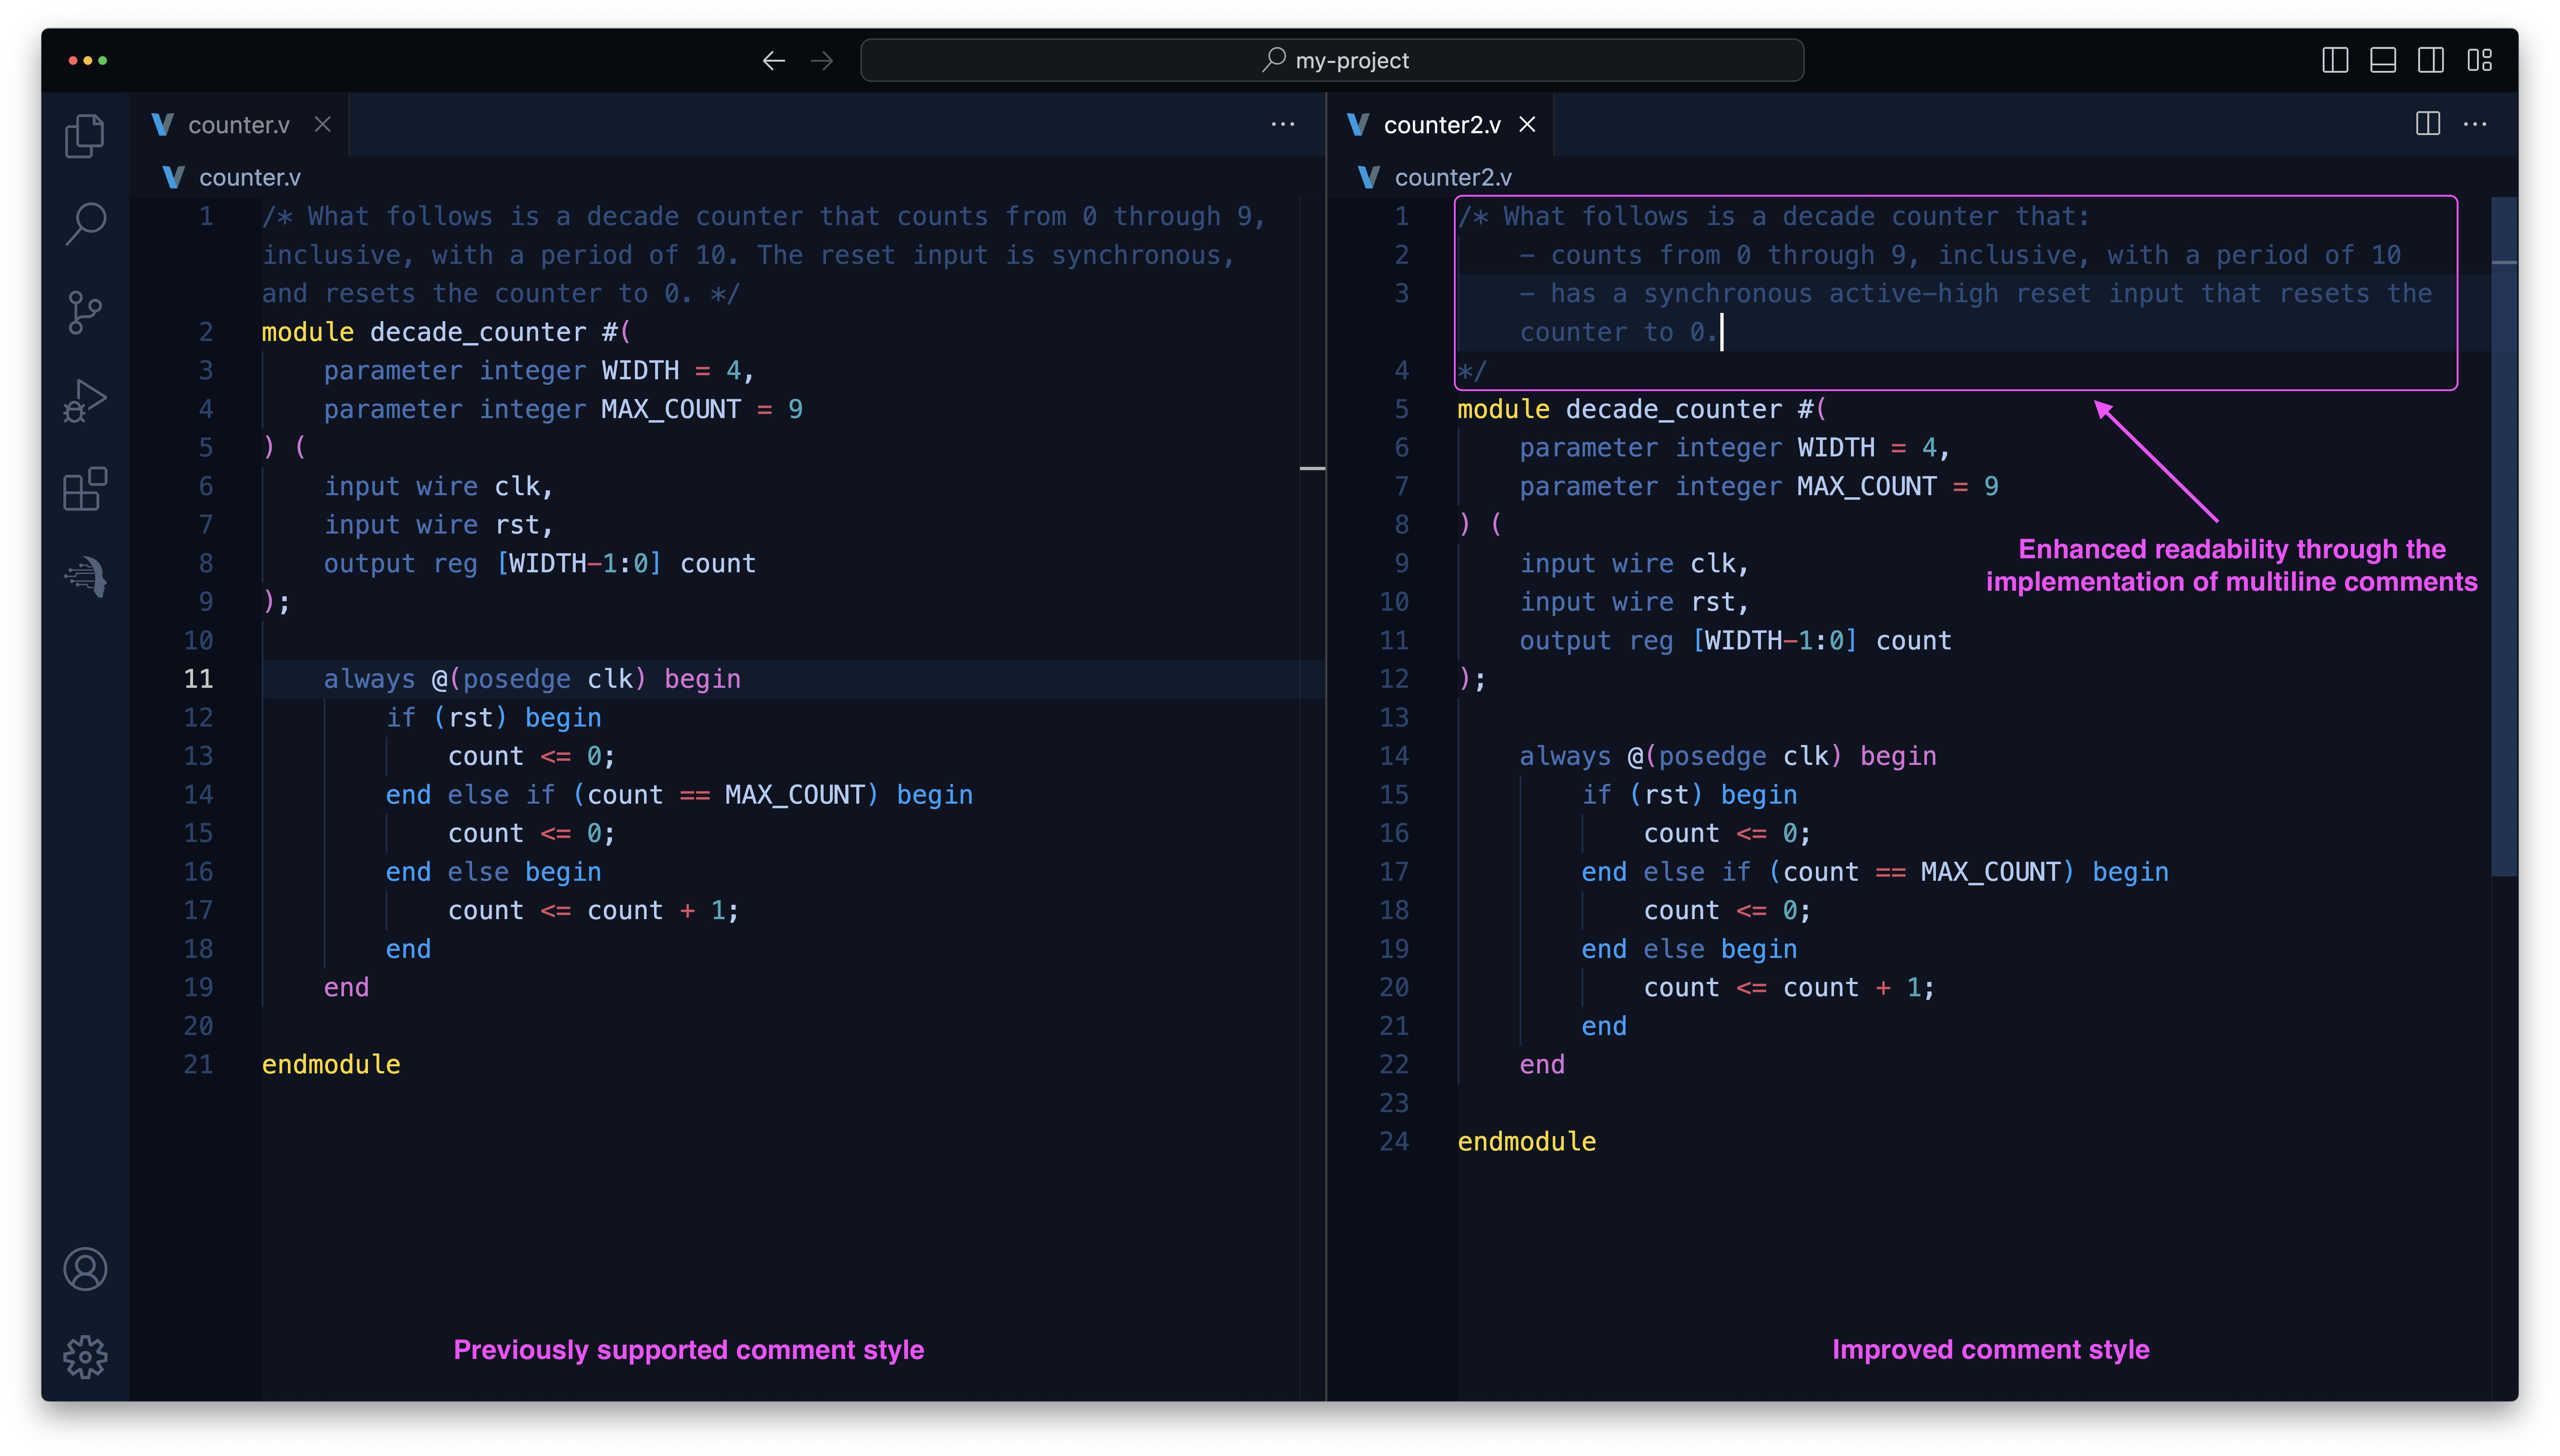 my-project
counter.v
counter.v
1 /* What follows is a decade counter that counts from 0 through 9,
inclusive, with a period of 10. The reset input is synchronous,
and resets the counter to 0. */
2 module decade_counter #(
3     parameter integer WIDTH = 4,
4     parameter integer MAX_COUNT = 9
5 ) (
6     input wire clk,
7     input wire rst,
8     output reg [WIDTH-1:0] count
9 );
10
11     always @(posedge clk) begin
12         if (rst) begin
13             count <= 0;
14         end else if (count == MAX_COUNT) begin
15             count <= 0;
16         end else begin
17             count <= count + 1;
18         end
19     end
20
21 endmodule
Previously supported comment style
counter2.v
counter2.v
1 /* What follows is a decade counter that:
2     - counts from 0 through 9, inclusive, with a period of 10
3     - has a synchronous active-high reset input that resets the
    counter to 0.
4 */
5 module decade_counter #(
6     parameter integer WIDTH = 4,
7     parameter integer MAX_COUNT = 9
8 ) (
9     input wire clk,
10     input wire rst,
11     output reg [WIDTH-1:0] count
12 );
13
14     always @(posedge clk) begin
15         if (rst) begin
16             count <= 0;
17         end else if (count == MAX_COUNT) begin
18             count <= 0;
19         end else begin
20             count <= count + 1;
21         end
22     end
23
24 endmodule
Enhanced readability through the
implementation of multiline comments
Improved comment style